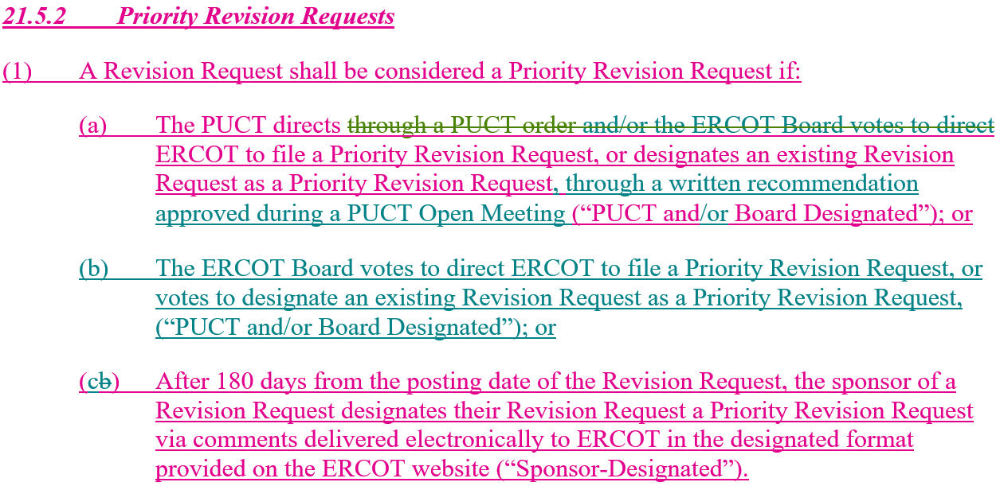 21.5.2 Priority Revision Requests
(1) A Revision Request shall be considered a Priority Revision Request if:
(a) The PUCT directs through a PUCT order and/or the ERCOT Board votes to direct
ERCOT to file a Priority Revision Request, or designates an existing Revision
Request as a Priority Revision Request, through a written recommendation
approved during a PUCT Open Meeting (“PUCT and/or Board Designated”); or
(b) The ERCOT Board votes to direct ERCOT to file a Priority Revision Request, or
votes to designate an existing Revision Request as a Priority Revision Request,
(“PUCT and/or Board Designated”); or
(cb) After 180 days from the posting date of the Revision Request, the sponsor of a
Revision Request designates their Revision Request a Priority Revision Request
via comments delivered electronically to ERCOT in the designated format
provided on the ERCOT website (“Sponsor-Designated”).